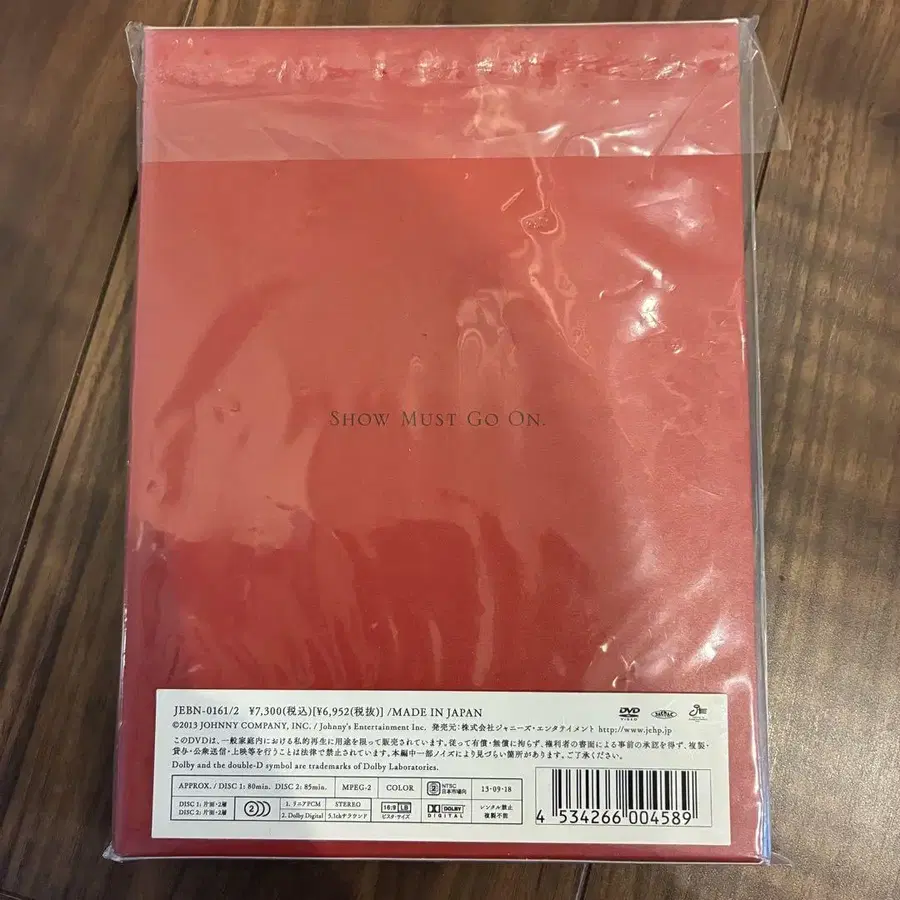 SHOW MUST GO ON.
JEBN-0161/2 ¥7,300(税込)[¥6,952(税抜)] /MADE IN JAPAN
©2013 JOHNNY COMPANY, INC. / Johnny's Entertainment Inc. 発売元:株式会社ジャニーズ・エンタテイメント http://www.jehp.jp
このDVDは、一般家庭内における私的再生に用途を限って販売されています。従って有償・無償に拘らず、権利者の書面による事前の承認を得ず、複製・
貸与・公衆送信・上映等を行うことは法律で禁止されています。本編中一部ノイズにより見づらい箇所があります。ご了承ください。
Dolby and the double-D symbol are trademarks of Dolby Laboratories.
DVD
VIDEO
APPROX. / DISC 1: 80min. DISC 2: 85min. MPEG-2 COLOR NTSC 日本市場向 13-09-18
DISC 1: 片面・2層
DISC 2: 片面・2層
2
1. リニアPCM STEREO
2. Dolby Digital 5.1chサラウンド
16:9 LB
ビスタ・サイズ
DOLBY
DIGITAL
レンタル禁止
複製不能
4 534266 004589